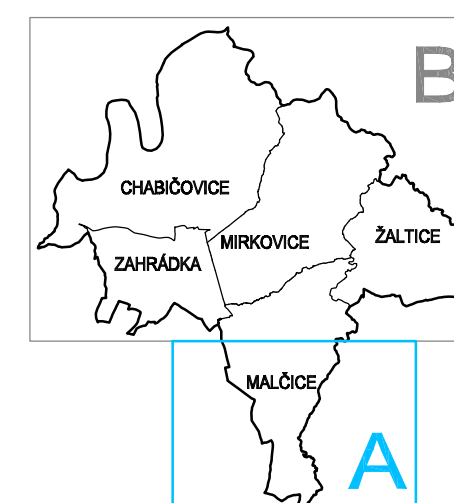 B
CHABIČOVICE
MIRKOVICE
ŽALTICE
ZAHRÁDKA
MALČICE
A